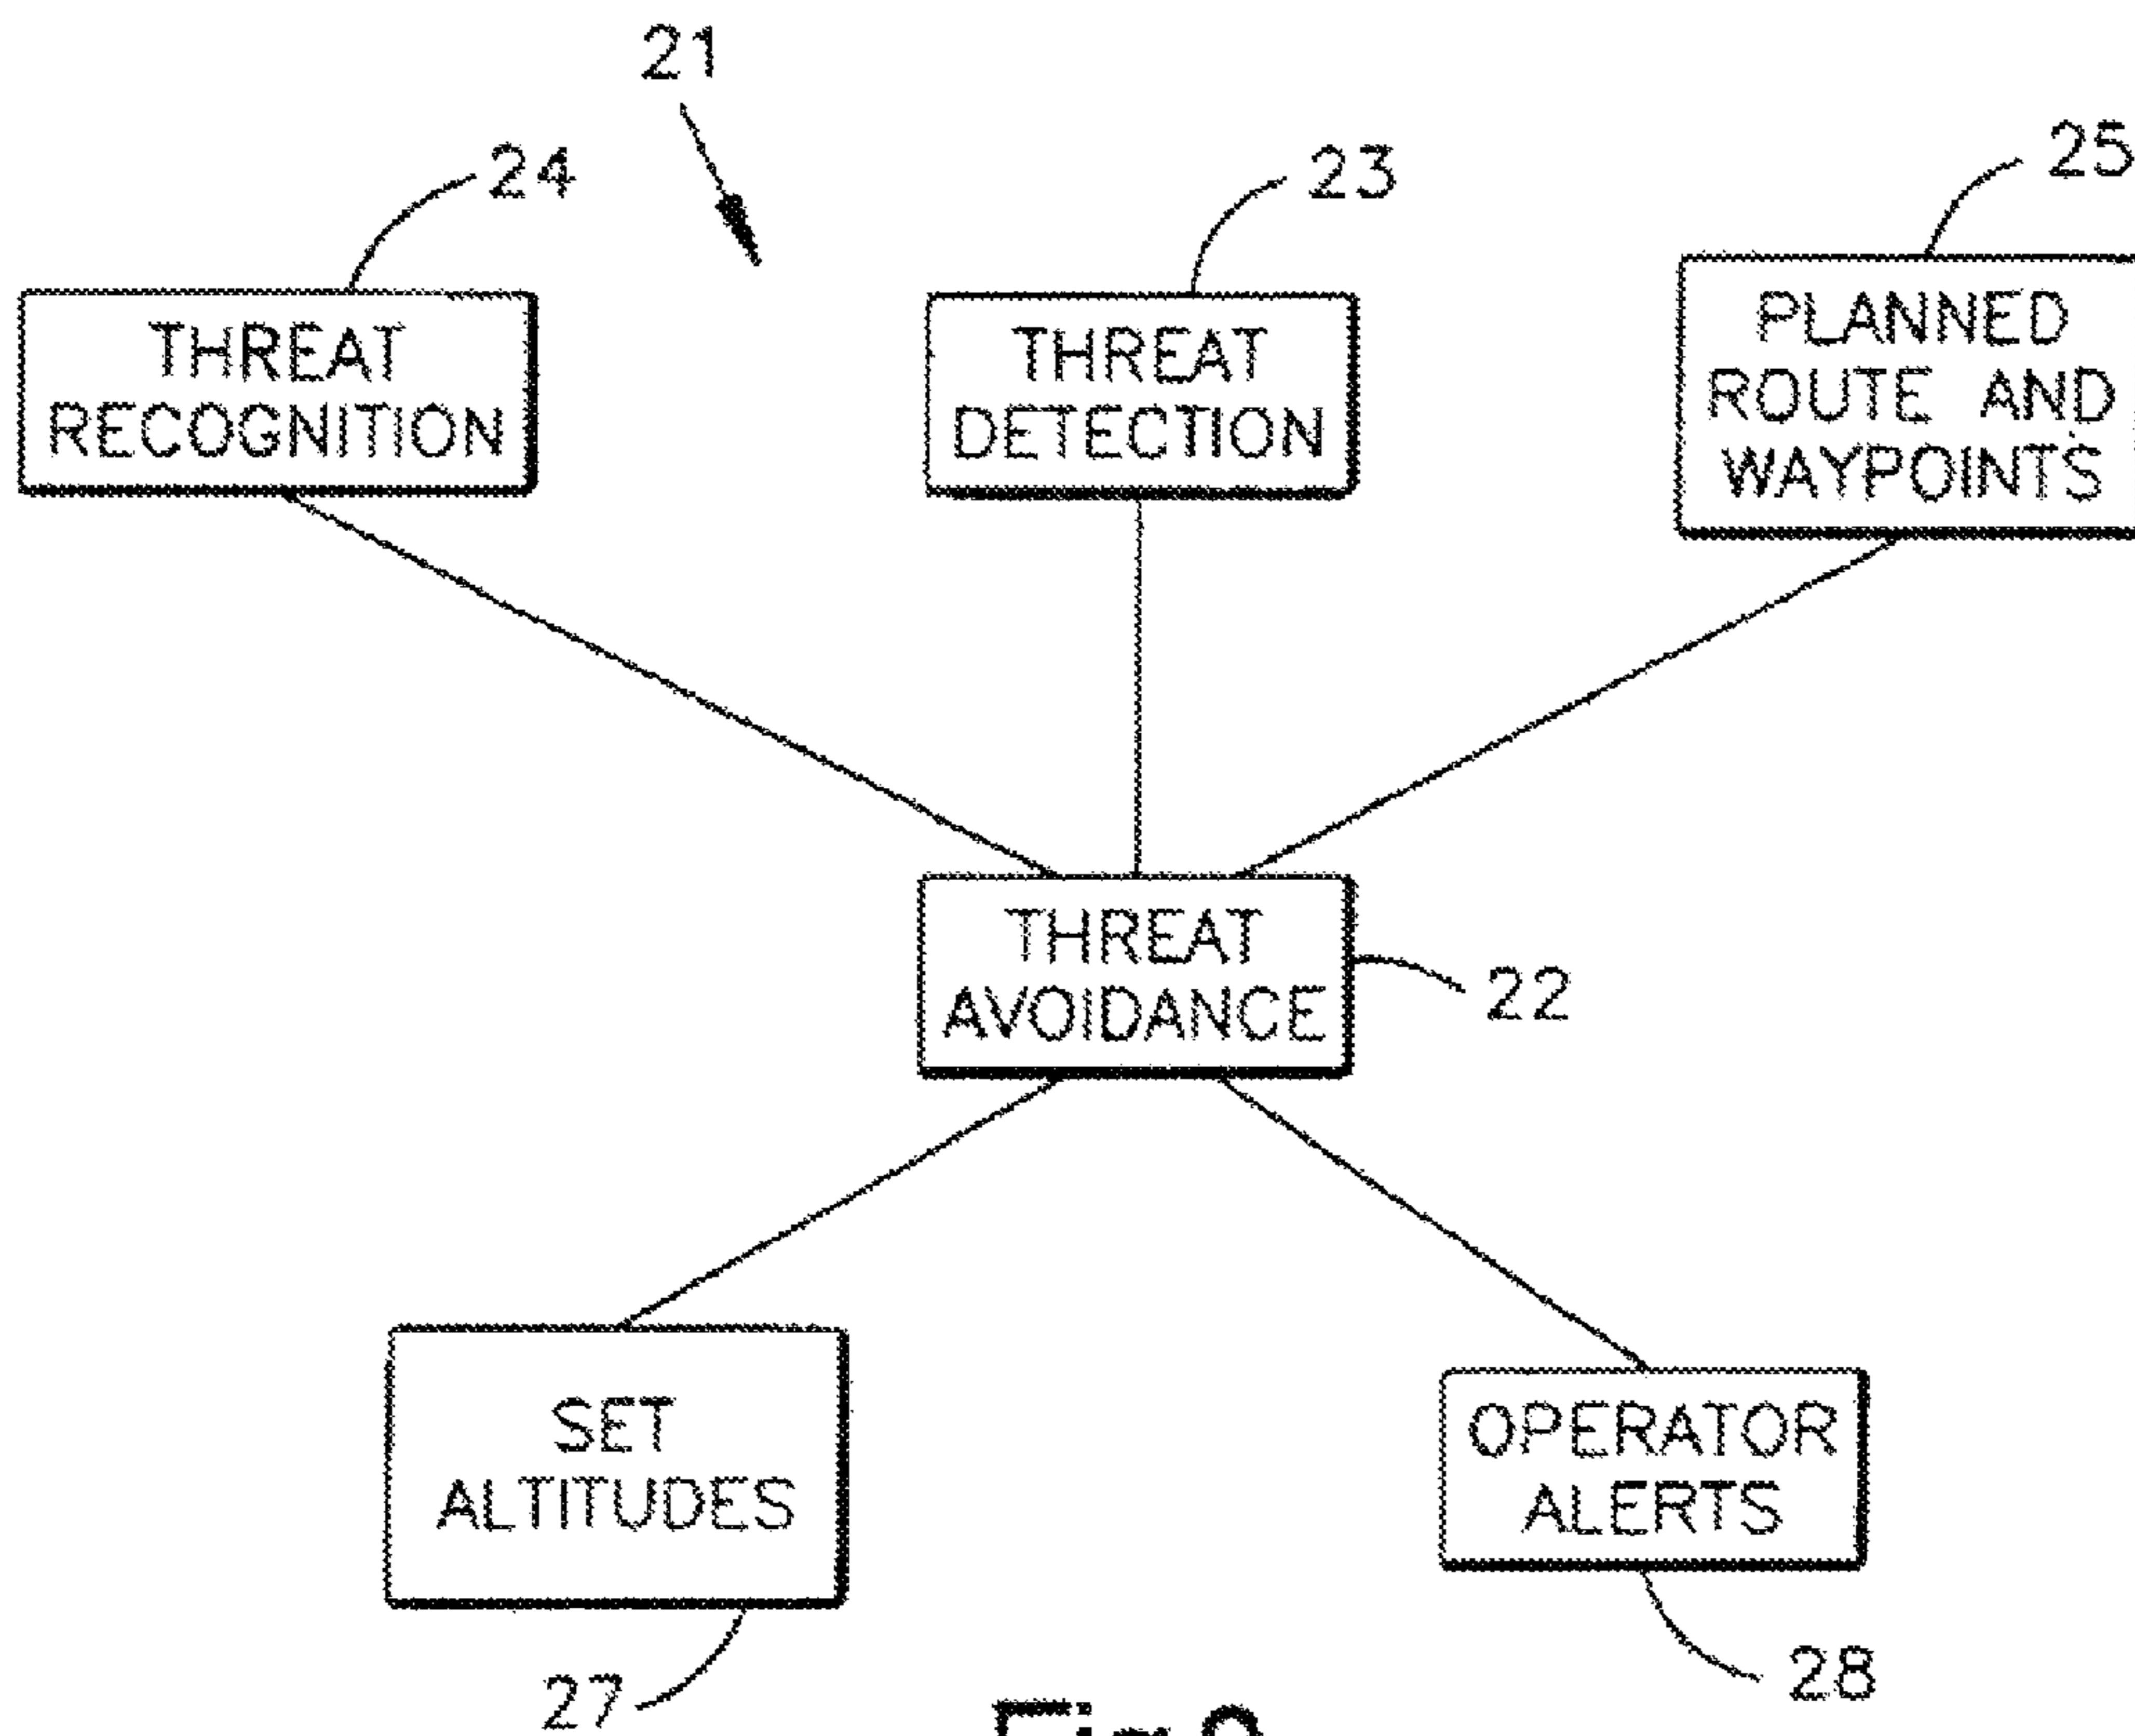 21
24
23
25
THREAT
RECOGNITION
THREAT
DETECTION
PLANNED
ROUTE AND
WAYPOINTS
THREAT
AVOIDANCE
22
SET
ALTITUDES
OPERATOR
ALERTS
27
28